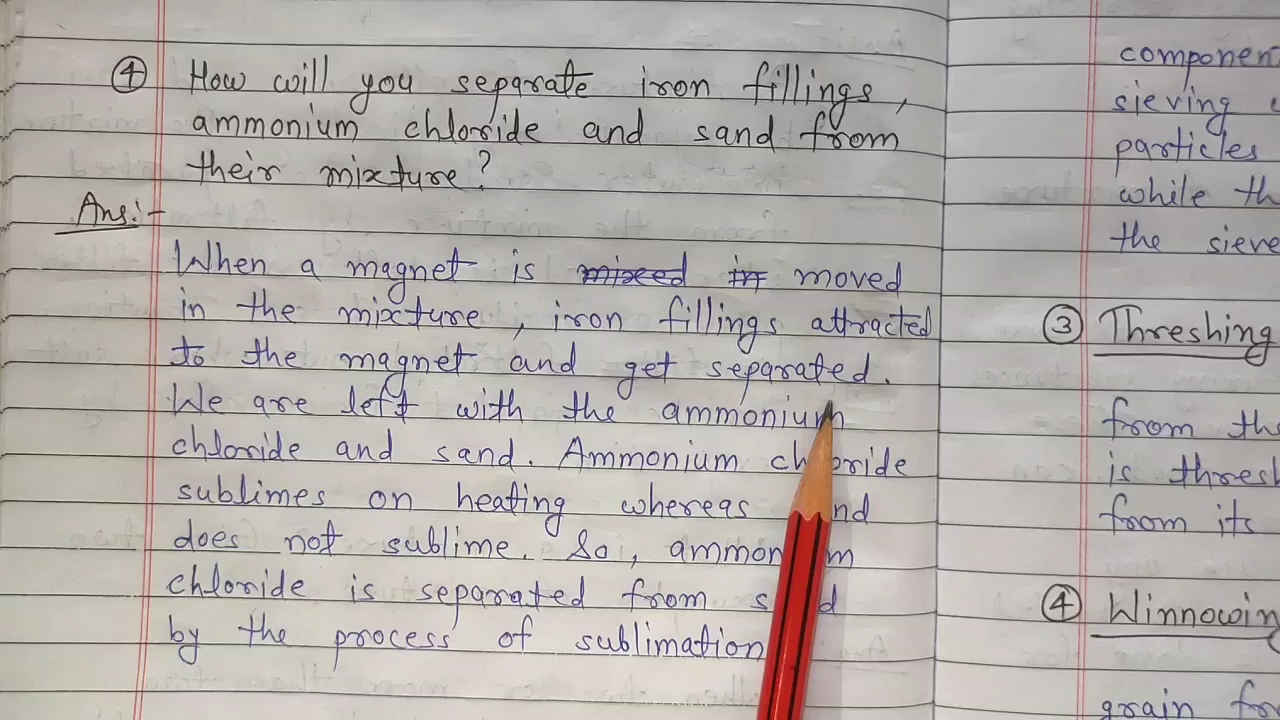 ④ How will you separate iron fillings,
ammonium chloride and sand from
their mixture?
Ans:-
When a magnet is mixed in moved
in the mixture, iron fillings attracted
to the magnet and get separated.
We are left with the ammonium
chloride and sand. Ammonium chloride
sublimes on heating whereas sand
does not sublime. So, ammonium
chloride is separated from sand
by the process of sublimation
componen
sieving
particles
while th
the sieve
③ Threshing
from the
is thresh
from its
④ Winnowin
grain fr